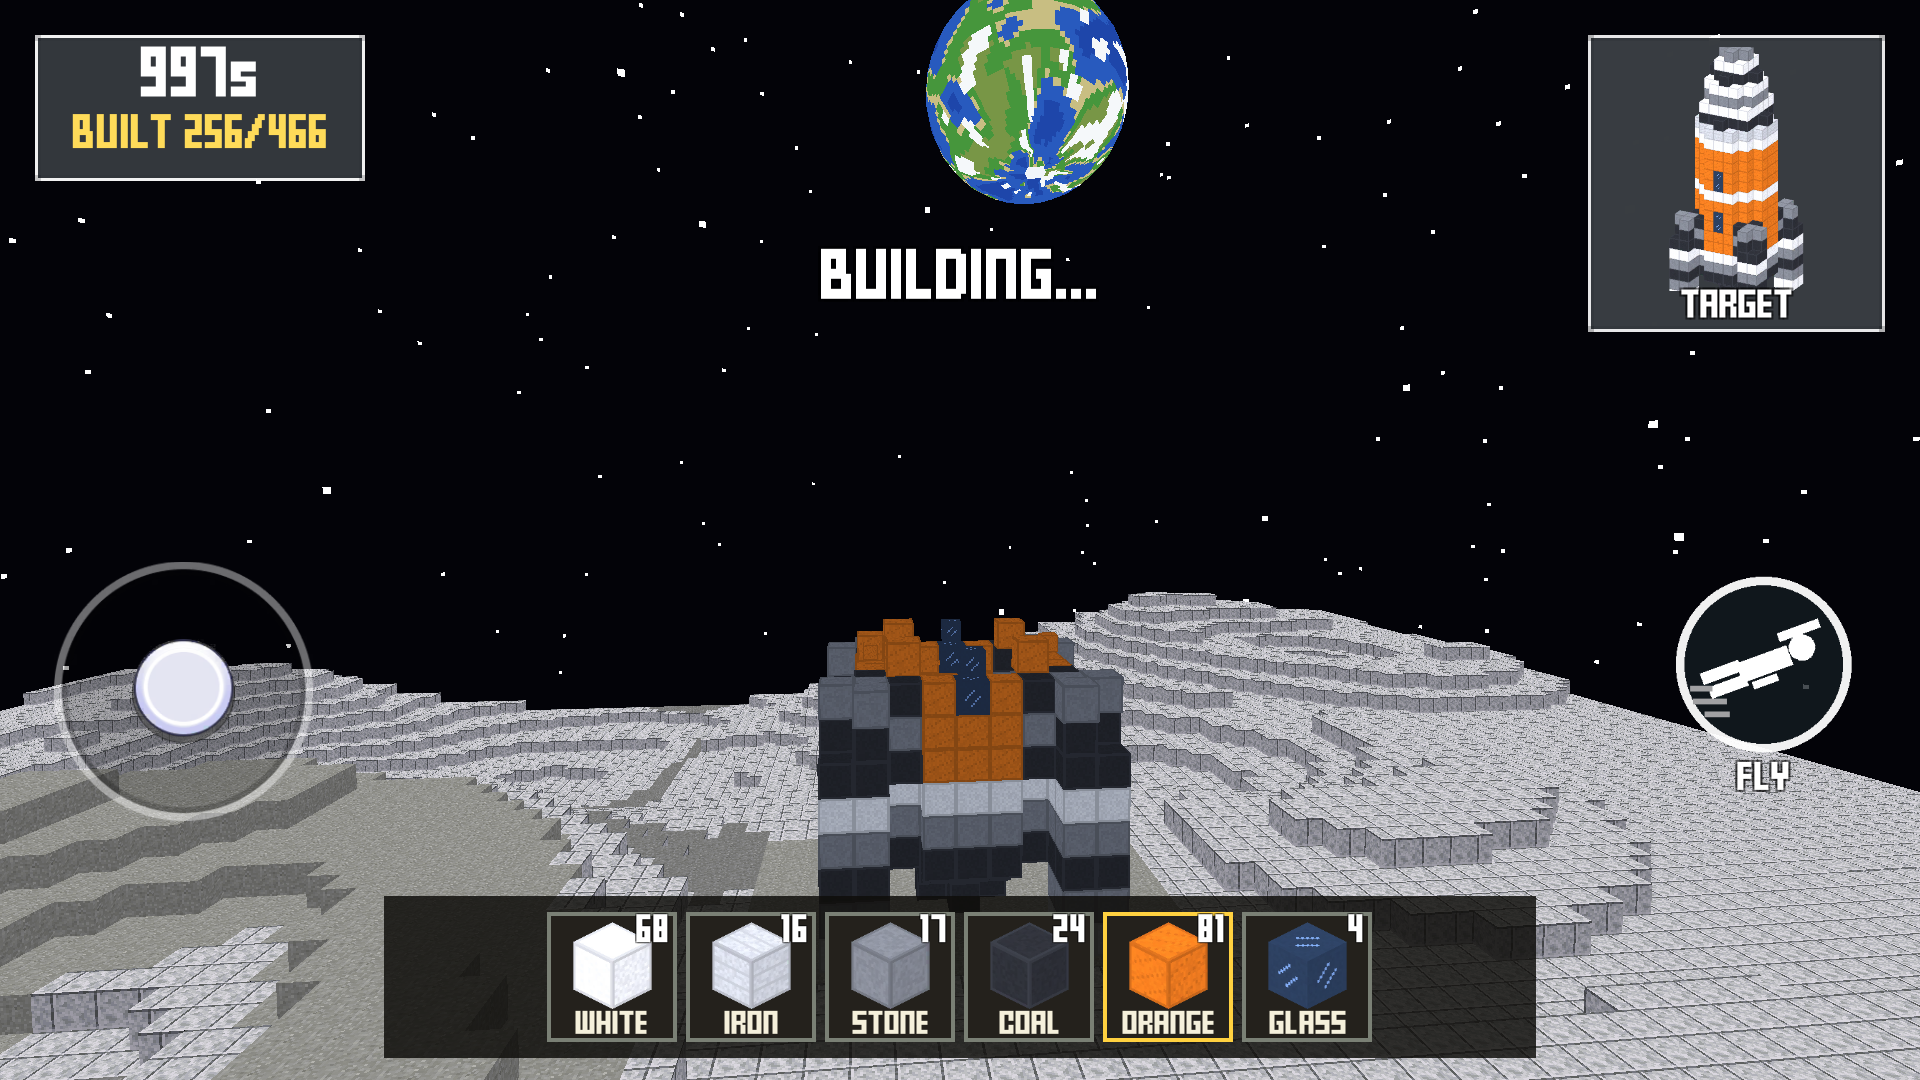 997s
BUILT 256/466
BUILDING...
TARGET
FLY
68
16
17
24
81
4
WHITE
IRON
STONE
COAL
ORANGE
GLASS